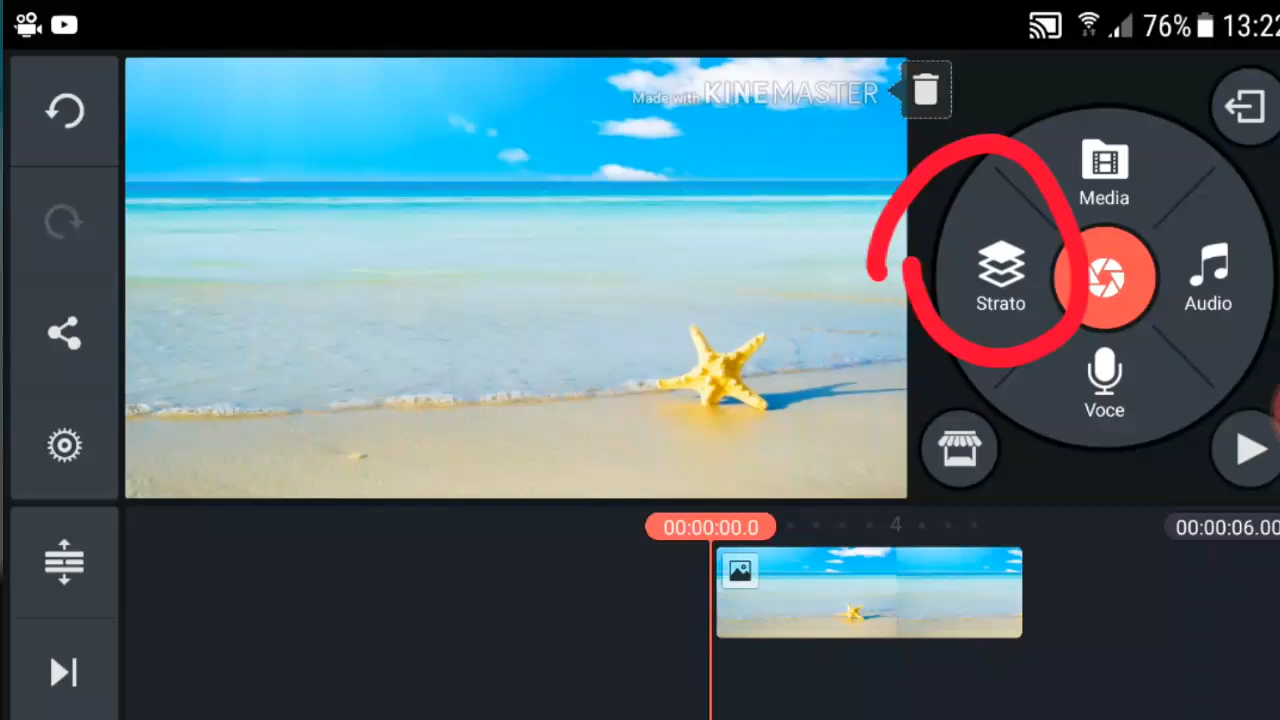 76% 13:22
Made with KINEMASTER
Media
Strato
Audio
Voce
00:00:00.0
4
00:00:06.00